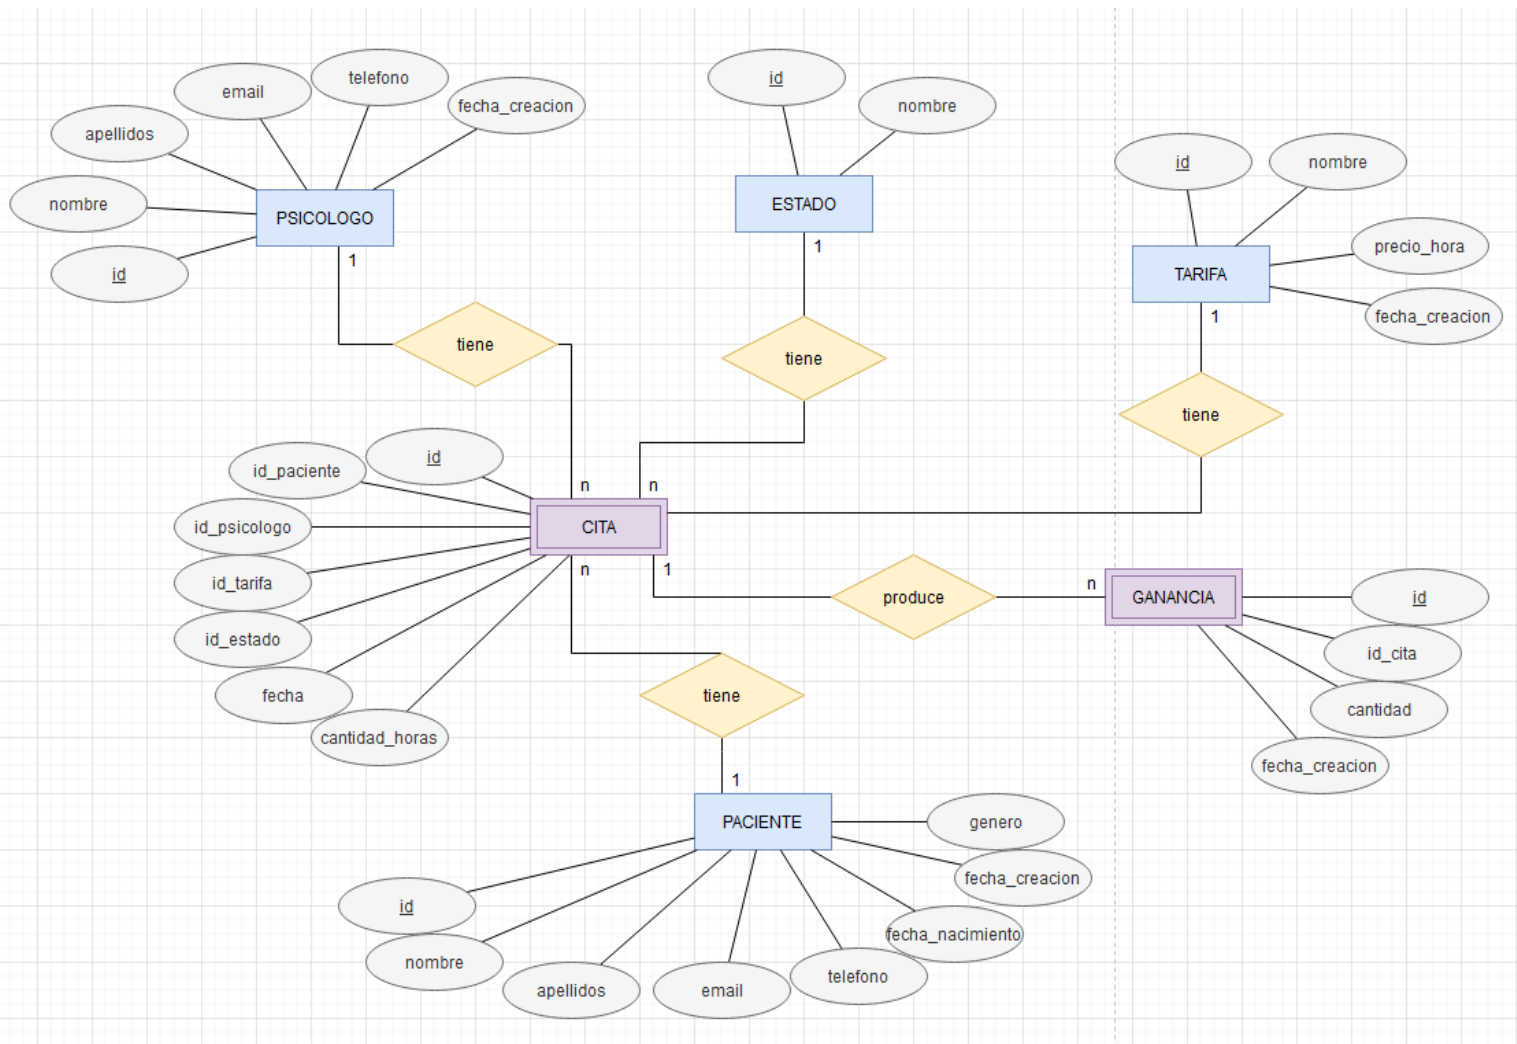 telefono
email
fecha_creacion
apellidos
nombre
PSICOLOGO
id
1
tiene
id
nombre
ESTADO
1
tiene
id
nombre
precio_hora
TARIFA
fecha_creacion
1
tiene
id
id_paciente
n
n
id_psicologo
CITA
id_tarifa
n
1
id_estado
fecha
cantidad_horas
produce
n
GANANCIA
id
id_cita
cantidad
fecha_creacion
tiene
1
PACIENTE
genero
fecha_creacion
id
fecha_nacimiento
nombre
telefono
apellidos
email